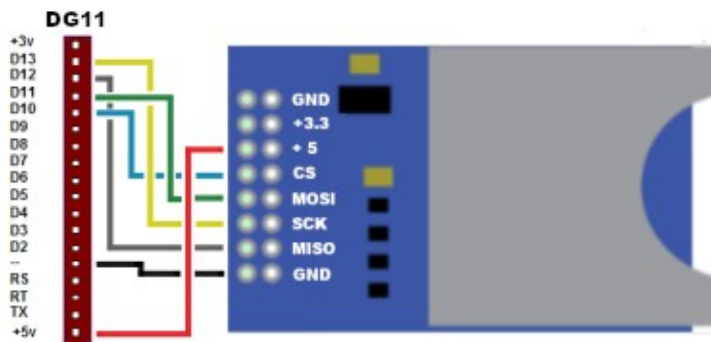 DG11
+3v
D13
D12
D11
D10
D9
D8
D7
D6
D5
D4
D3
D2
--
RS
RT
TX
+5v
GND
+3.3
+ 5
CS
MOSI
SCK
MISO
GND